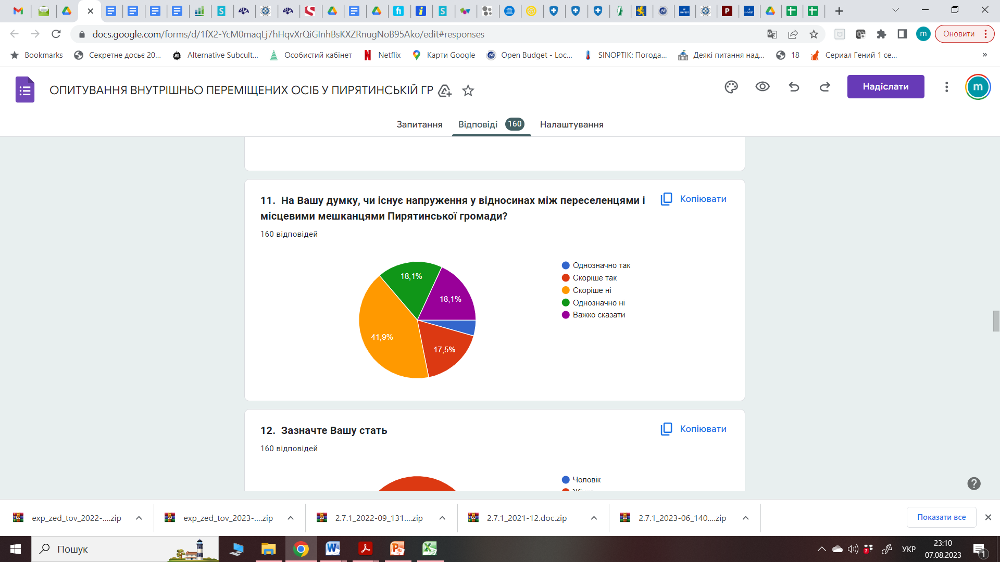 docs.google.com/forms/d/1fX2-YcM0maqLj7hHqvXrQiGInhBsKXZRnugNoB95Ako/edit#responses
m
Оновити
Bookmarks
Секретне досьє 20...
Alternative Subcult...
Особистий кабінет
Netflix
Карти Google
Open Budget - Loc...
SINOPTIK: Погода...
Деякі питання над...
18
Сериал Гений 1 се...
»
ОПИТУВАННЯ ВНУТРІШНЬО ПЕРЕМІЩЕНИХ ОСІБ У ПИРЯТИНСЬКІЙ ГР
Надіслати
m
Запитання
Відповіді 160
Налаштування
11. На Вашу думку, чи існує напруження у відносинах між переселенцями і
місцевими мешканцями Пирятинської громади?
Копіювати
160 відповідей
18,1%
18,1%
41,9%
17,5%
Однозначно так
Скоріше так
Скоріше ні
Однозначно ні
Важко сказати
12. Зазначте Вашу стать
Копіювати
160 відповідей
Чоловік
exp_zed_tov_2022-....zip
exp_zed_tov_2023-....zip
2.7.1_2022-09_131....zip
2.7.1_2021-12.doc.zip
2.7.1_2023-06_140....zip
Показати все
Пошук
УКР
23:10
07.08.2023
1